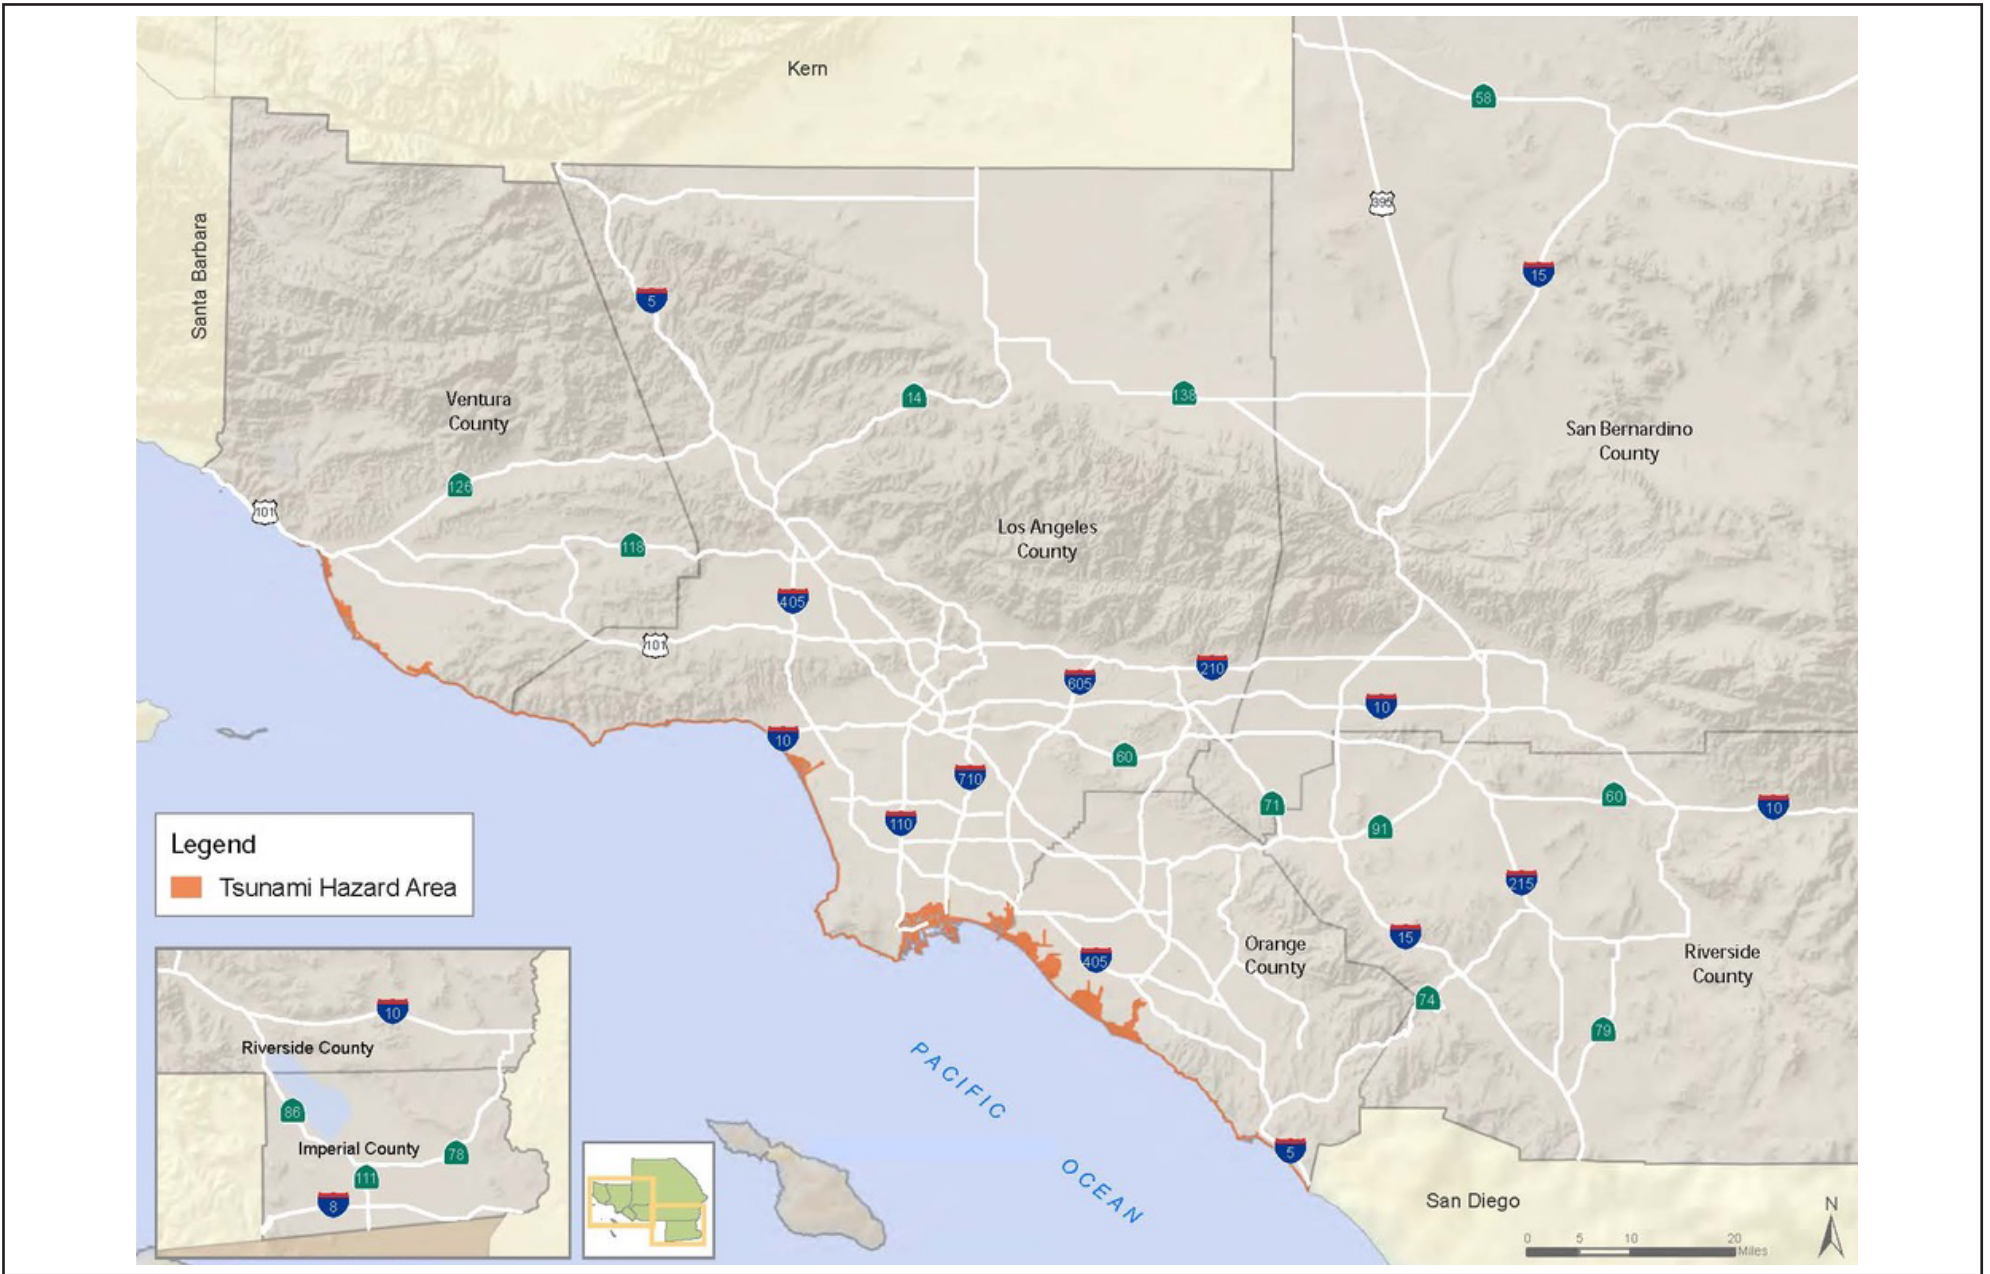 Kern
58
Santa Barbara
395
15
5
Ventura
County
14
138
San Bernardino
County
126
101
Los Angeles
County
118
405
101
605
210
10
10
60
710
71
60
10
110
91
Legend
Tsunami Hazard Area
215
15
Orange
County
405
Riverside
County
74
79
10
Riverside County
PACIFIC
OCEAN
86
Imperial County
78
111
8
5
San Diego
N
0 5 10 20
Miles